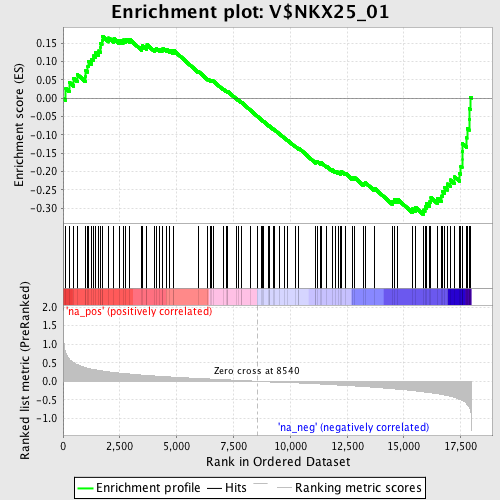 Enrichment plot: V$NKX25_01
Enrichment score (ES)
0.15
0.10
0.05
0.00
-0.05
-0.10
-0.15
-0.20
-0.25
-0.30
'na_pos' (positively correlated)
Ranked list metric (PreRanked)
2.0
1.5
1.0
0.5
0.0
-0.5
-1.0
Zero cross at 8540
'na_neg' (negatively correlated)
0
2,500
5,000
7,500
10,000
12,500
15,000
17,500
Rank in Ordered Dataset
Enrichment profile
Hits
Ranking metric scores